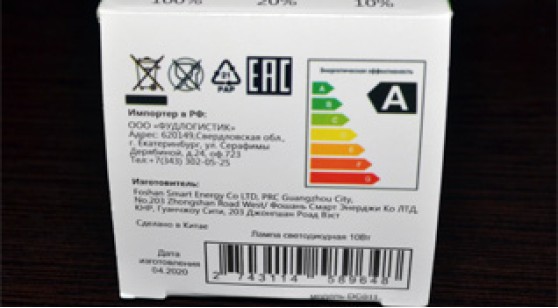 100% 20% 10%
21
PAP
EAC
Энергетическая эффективность
A
A
B
C
D
E
F
G
Импортер в РФ:
ООО «ФУДЛОГИСТИК»
Адрес: 620149,Свердловская обл.,
г. Екатеринбург, ул. Серафимы
Дерябиной, д.24, оф.723
Тел:+7(343) 302-05-25
Изготовитель:
Foshan Smart Energy Co LTD, PRC Guangzhou City,
No.203 Zhongshan Road West/ Фошань Смарт Энерджи Ко ЛТД,
КНР, Гуанчжоу Сити, 203 Джонгшан Роад Вэст
Сделано в Китае
Лампа светодиодная 10Вт
Дата
изготовления
04.2020
2 743114 589648
модель: